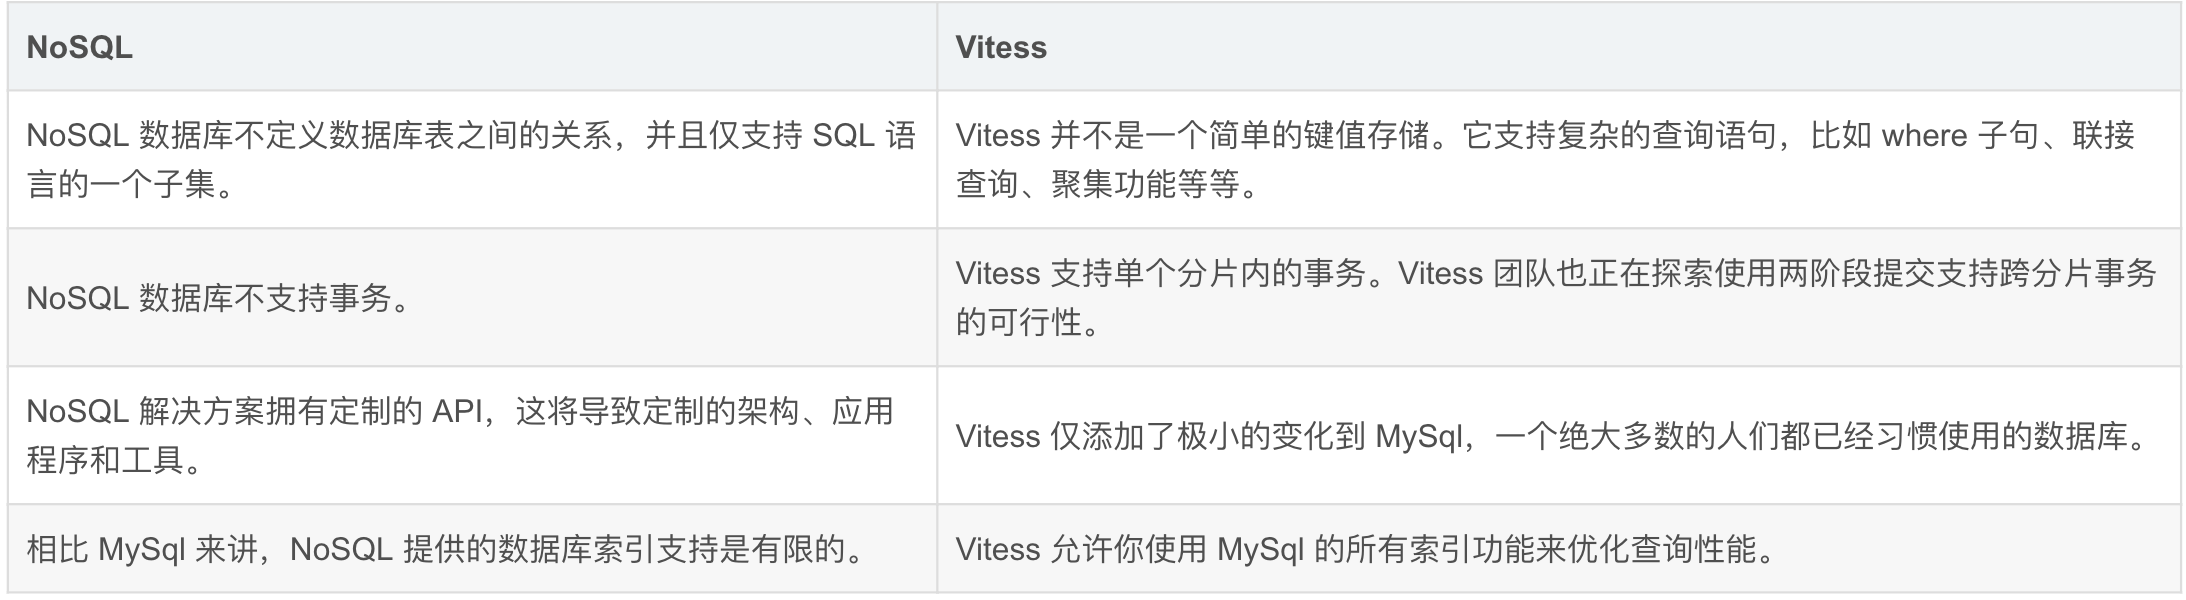 NoSQL
Vitess
NoSQL 数据库不定义数据库表之间的关系，并且仅支持 SQL 语
言的一个子集。
Vitess 并不是一个简单的键值存储。它支持复杂的查询语句，比如 where 子句、联接
查询、聚集功能等等。
NoSQL 数据库不支持事务。
Vitess 支持单个分片内的事务。Vitess 团队也正在探索使用两阶段提交支持跨分片事务
的可行性。
NoSQL 解决方案拥有定制的 API，这将导致定制的架构、应用
程序和工具。
Vitess 仅添加了极小的变化到 MySql，一个绝大多数的人们都已经习惯使用的数据库。
相比 MySql 来讲，NoSQL 提供的数据库索引支持是有限的。
Vitess 允许你使用 MySql 的所有索引功能来优化查询性能。